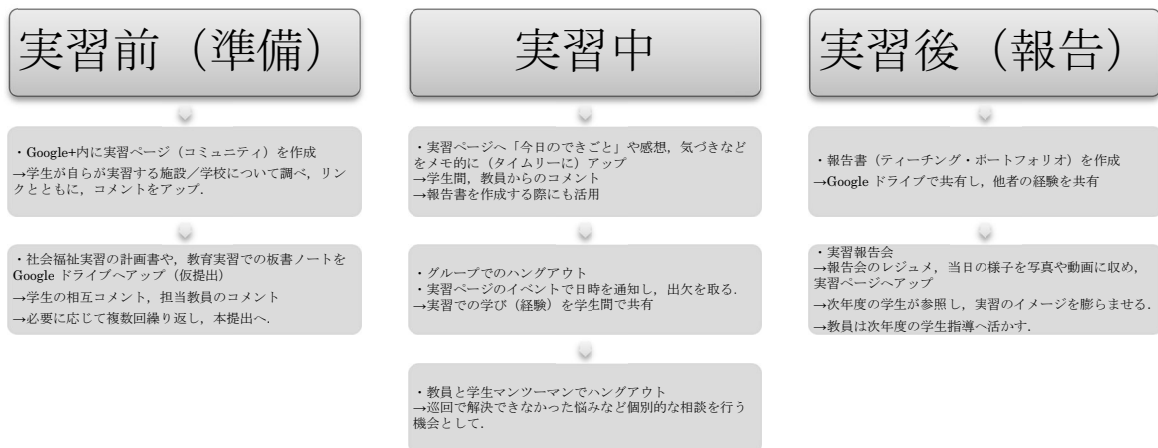 実習前（準備）
・Google+内に実習ページ（コミュニティ）を作成
→学生が自らが実習する施設／学校について調べ，リン
クとともに，コメントをアップ．
・社会福祉実習の計画書や，教育実習での板書ノートを
Google ドライブへアップ（仮提出）
→学生の相互コメント，担当教員のコメント
→必要に応じて複数回繰り返し，本提出へ．
実習中
・実習ページへ「今日のできごと」や感想，気づきなど
をメモ的に（タイムリーに）アップ
→学生間，教員からのコメント
→報告書を作成する際にも活用
・グループでのハングアウト
・実習ページのイベントで日時を通知し，出欠を取る．
→実習での学び（経験）を学生間で共有
・教員と学生マンツーマンでハングアウト
→巡回で解決できなかった悩みなど個別的な相談を行う
機会として．
実習後（報告）
・報告書（ティーチング・ポートフォリオ）を作成
→Google ドライブで共有し，他者の経験を共有
・実習報告会
→報告会のレジュメ，当日の様子を写真や動画に収め，
実習ページへアップ
→次年度の学生が参照し，実習のイメージを膨らませる．
→教員は次年度の学生指導へ活かす．